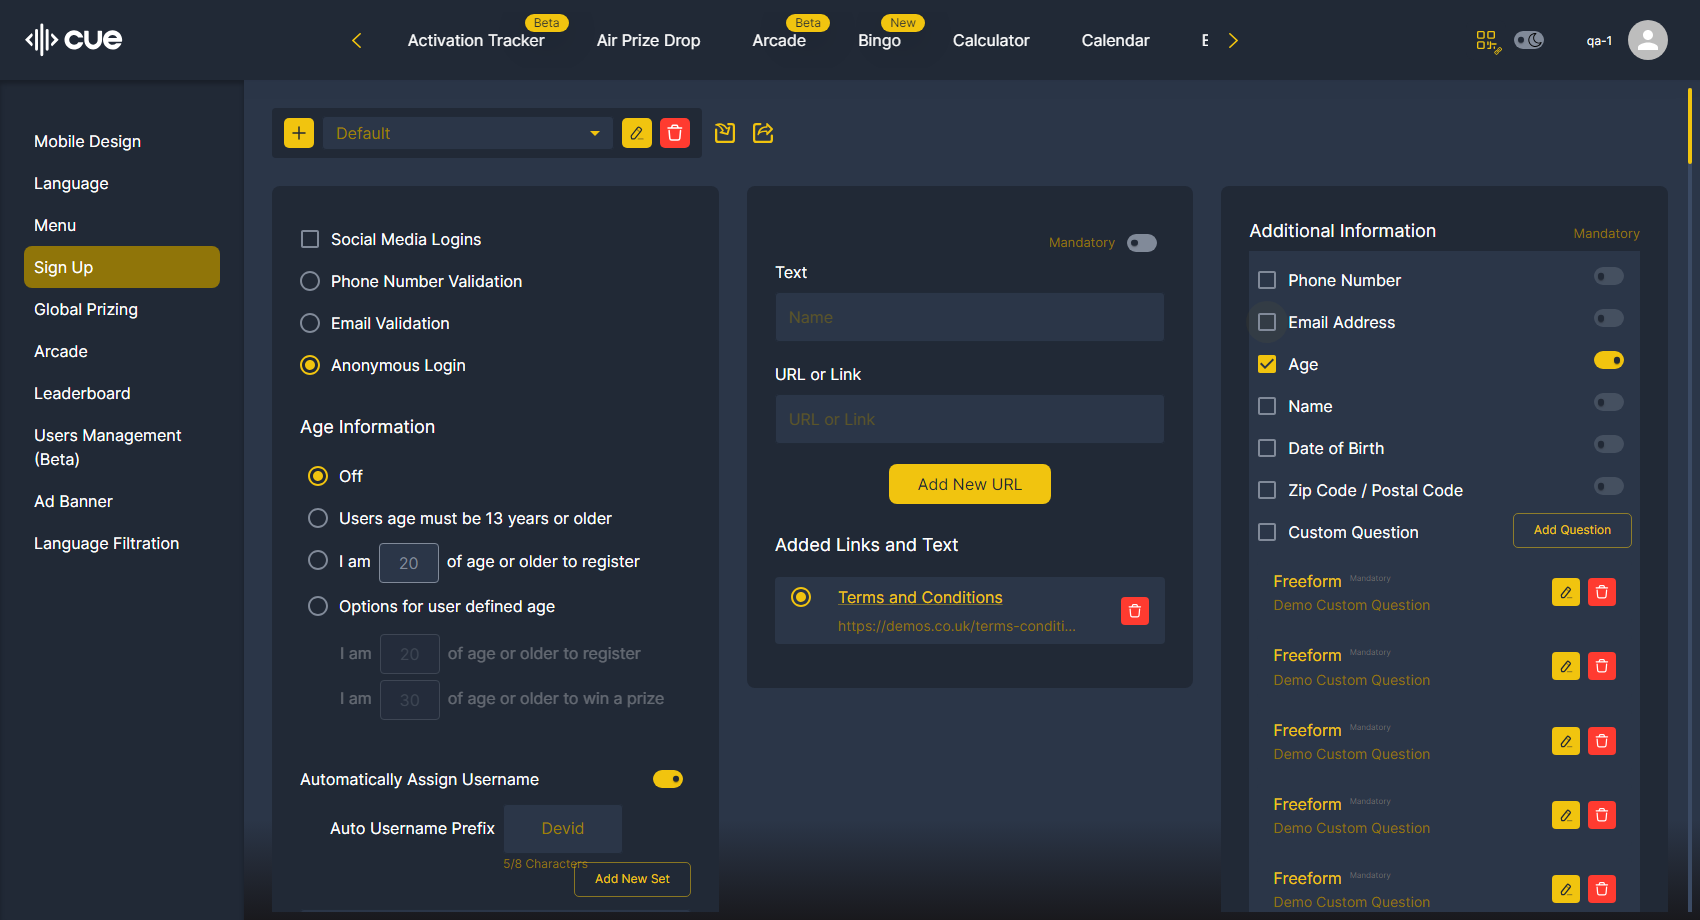 cue
Activation Tracker
Beta
Air Prize Drop
Arcade
Beta
Bingo
New
Calculator
Calendar
qa-1
Mobile Design
Language
Menu
Sign Up
Global Prizing
Arcade
Leaderboard
Users Management
(Beta)
Ad Banner
Language Filtration
Default
Social Media Logins
Phone Number Validation
Email Validation
Anonymous Login
Age Information
Off
Users age must be 13 years or older
I am 20 of age or older to register
Options for user defined age
I am 20 of age or older to register
I am 30 of age or older to win a prize
Automatically Assign Username
Auto Username Prefix Devid
5/8 Characters
Add New Set
Mandatory
Text
Name
URL or Link
URL or Link
Add New URL
Added Links and Text
Terms and Conditions
https://demos.co.uk/terms-conditi...
Additional Information Mandatory
Phone Number
Email Address
Age
Name
Date of Birth
Zip Code / Postal Code
Custom Question Add Question
Freeform Mandatory
Demo Custom Question
Freeform Mandatory
Demo Custom Question
Freeform Mandatory
Demo Custom Question
Freeform Mandatory
Demo Custom Question
Freeform Mandatory
Demo Custom Question